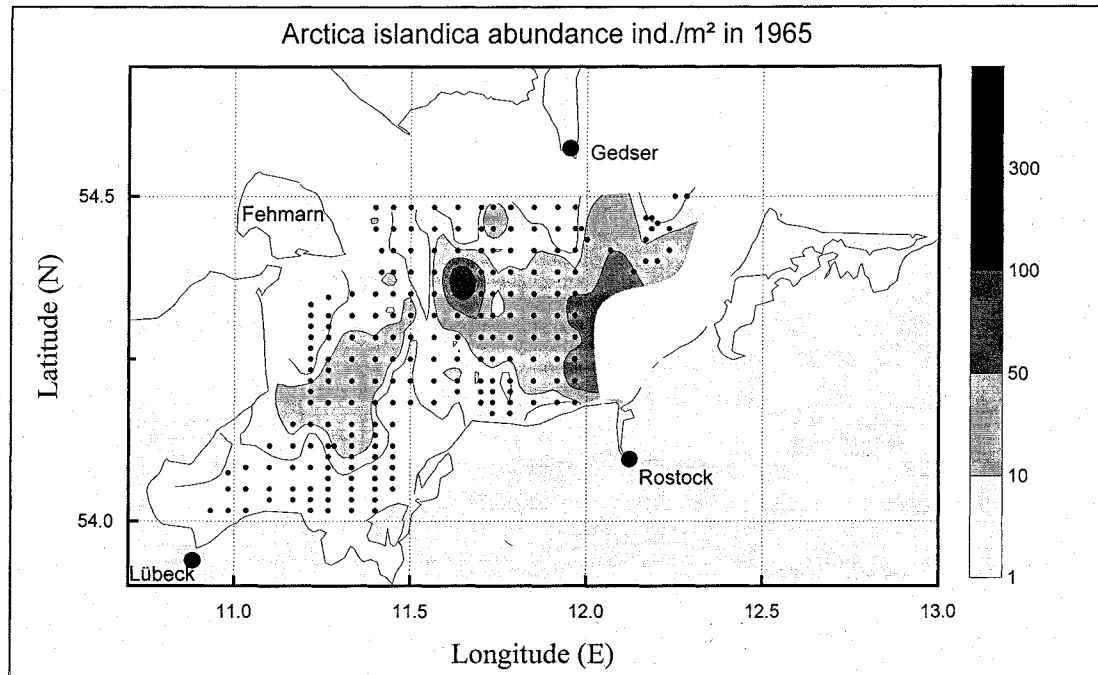 Arctica islandica abundance ind./m² in 1965
Gedser
300
54.5
Fehmarn
100
Latitude (N)
50
10
Rostock
54.0
Lübeck
1
11.0
11.5
12.0
12.5
13.0
Longitude (E)